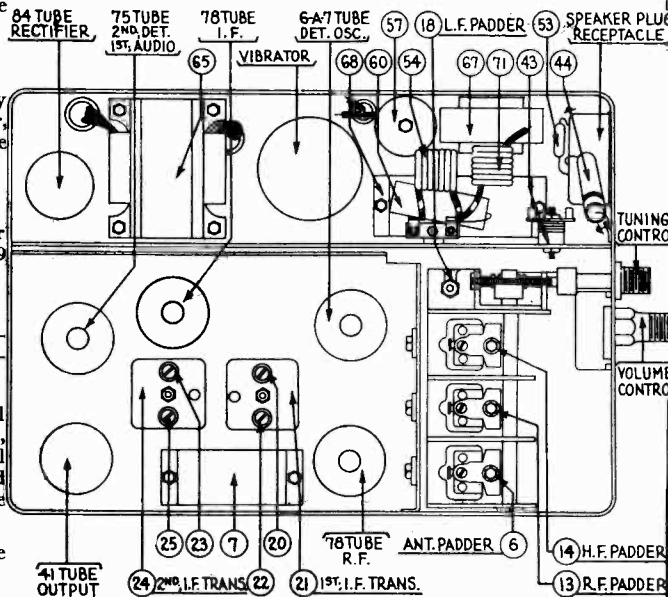 84 TUBE
RECTIFIER
75 TUBE
2ND. DET.
1ST. AUDIO
78 TUBE
I.F.
65
VIBRATOR
6-A-7 TUBE
DET. OSC.
68
60
57
54
18 L.F. PADDER
67
71
43
53
44
SPEAKER PLUG
RECEPTACLE
TUNING
CONTRO
VOLUME
CONTRO
41 TUBE
OUTPUT
25
23
7
20
24 2ND. I.F. TRANS.
22
21 1ST. I.F. TRANS.
78 TUBE
R.F.
ANT. PADDER 6
14 H.F. PADDER
13 R.F. PADDER